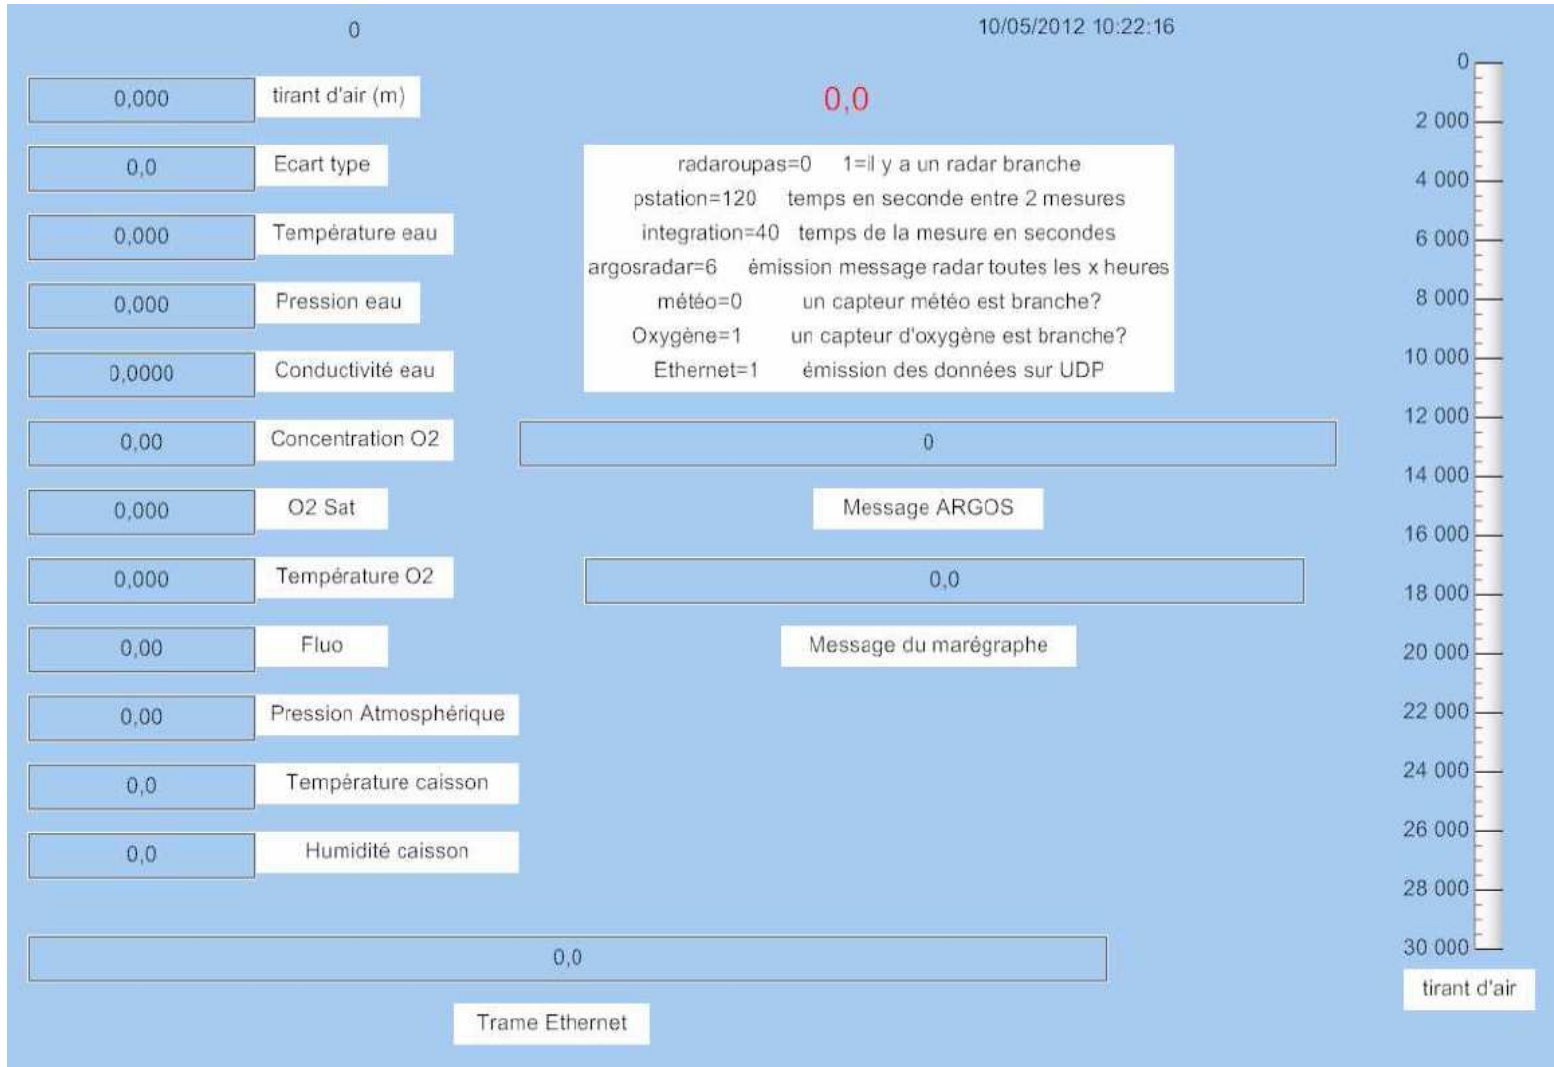 0
10/05/2012 10:22:16
0,000 tirant d'air (m)
0,0
0,0 Ecart type
0,000 Température eau
0,000 Pression eau
0,0000 Conductivité eau
0,00 Concentration O2
0,000 O2 Sat
0,000 Température O2
0,00 Fluo
0,00 Pression Atmosphérique
0,0 Température caisson
0,0 Humidité caisson
radaroupas=0 1=il y a un radar branche
pstation=120 temps en seconde entre 2 mesures
integration=40 temps de la mesure en secondes
argosradar=6 émission message radar toutes les x heures
météo=0 un capteur météo est branche?
Oxygène=1 un capteur d'oxygène est branche?
Ethernet=1 émission des données sur UDP
0
Message ARGOS
0,0
Message du marégraphe
0,0
Trame Ethernet
0
2 000
4 000
6 000
8 000
10 000
12 000
14 000
16 000
18 000
20 000
22 000
24 000
26 000
28 000
30 000
tirant d'air